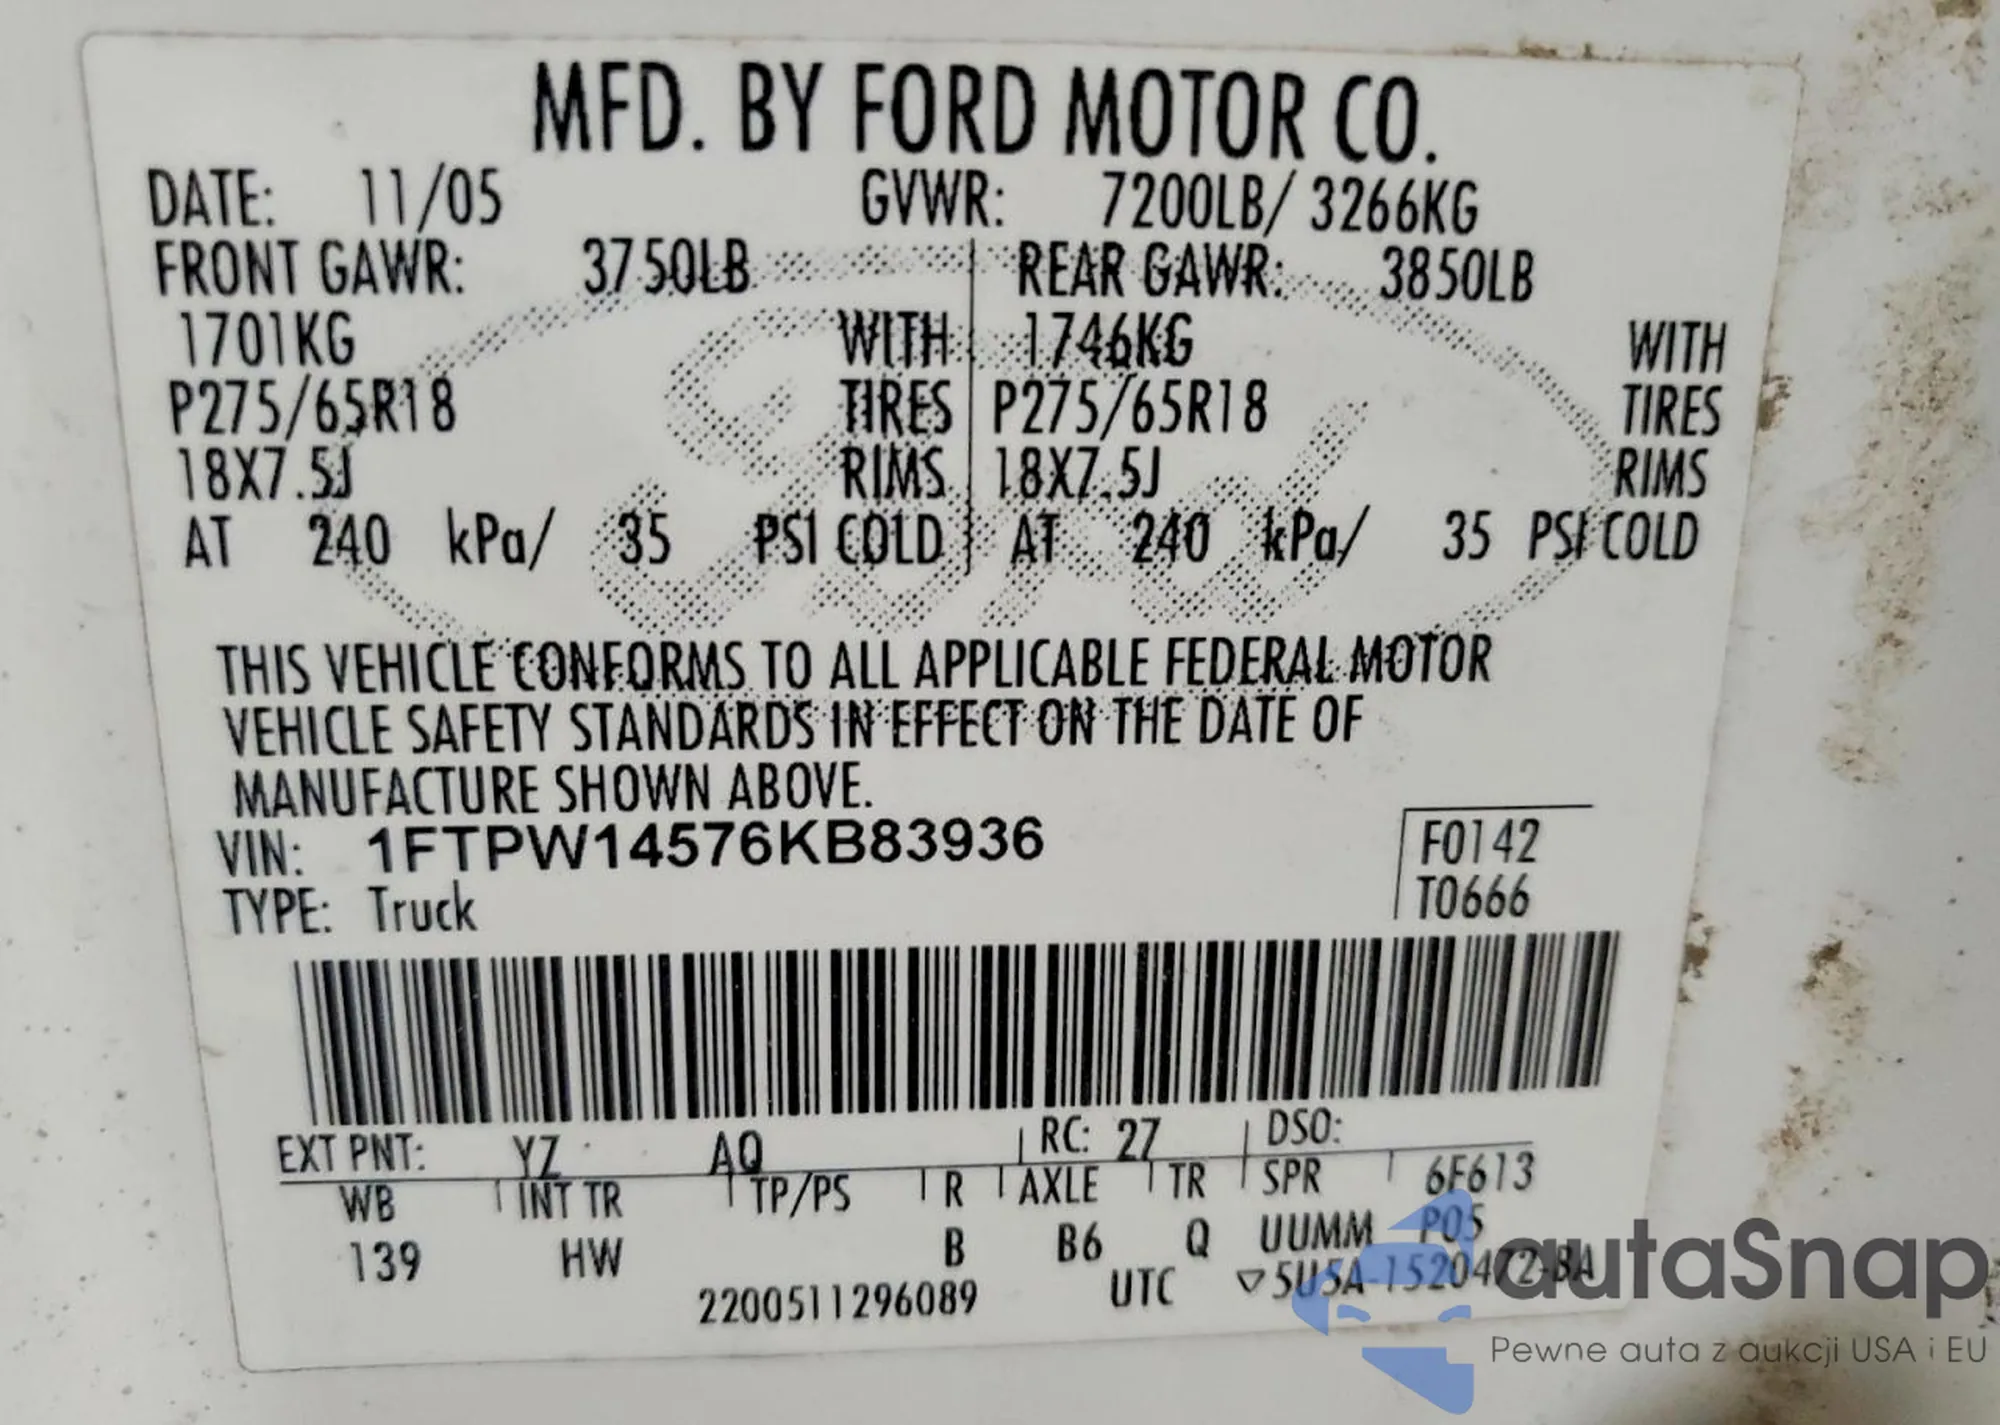 MFD. BY FORD MOTOR CO.
DATE: 11/05 GVWR: 7200LB/ 3266KG
FRONT GAWR: 3750LB REAR GAWR: 3850LB
1701KG WITH 1746KG WITH
P275/65R18 TIRES P275/65R18 TIRES
18X7.5J RIMS 18X7.5J RIMS
AT 240 kPa/ 35 PSI COLD AT 240 kPa/ 35 PSI COLD
THIS VEHICLE CONFORMS TO ALL APPLICABLE FEDERAL MOTOR
VEHICLE SAFETY STANDARDS IN EFFECT ON THE DATE OF
MANUFACTURE SHOWN ABOVE.
VIN: 1FTPW14576KB83936 F0142
TYPE: Truck T0666
EXT PNT: YZ AQ RC: 27 DSO:
WB INT TR TP/PS R AXLE TR SPR 6F613
139 HW B B6 Q UUMM P05
2200511296089 UTC ▽5U5A-1520472-BA
autaSnap
Pewne auta z aukcji USA i EU
Ford